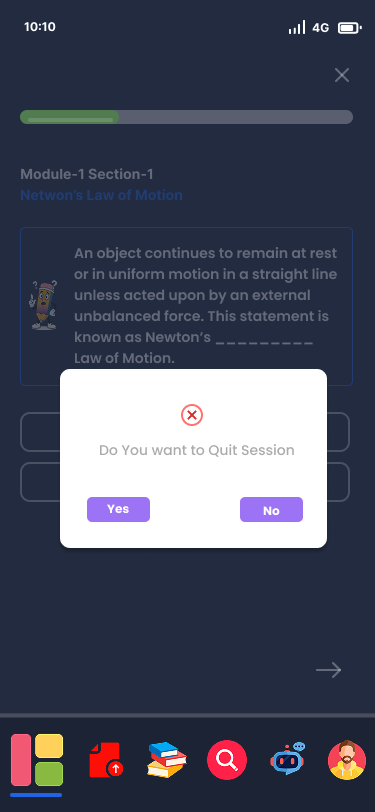 10:10
4G
Module-1 Section-1
Netwon's Law of Motion
An object continues to remain at rest
or in uniform motion in a straight line
unless acted upon by an external
unbalanced force. This statement is
known as Newton's _________
Law of Motion.
Do You want to Quit Session
Yes
No